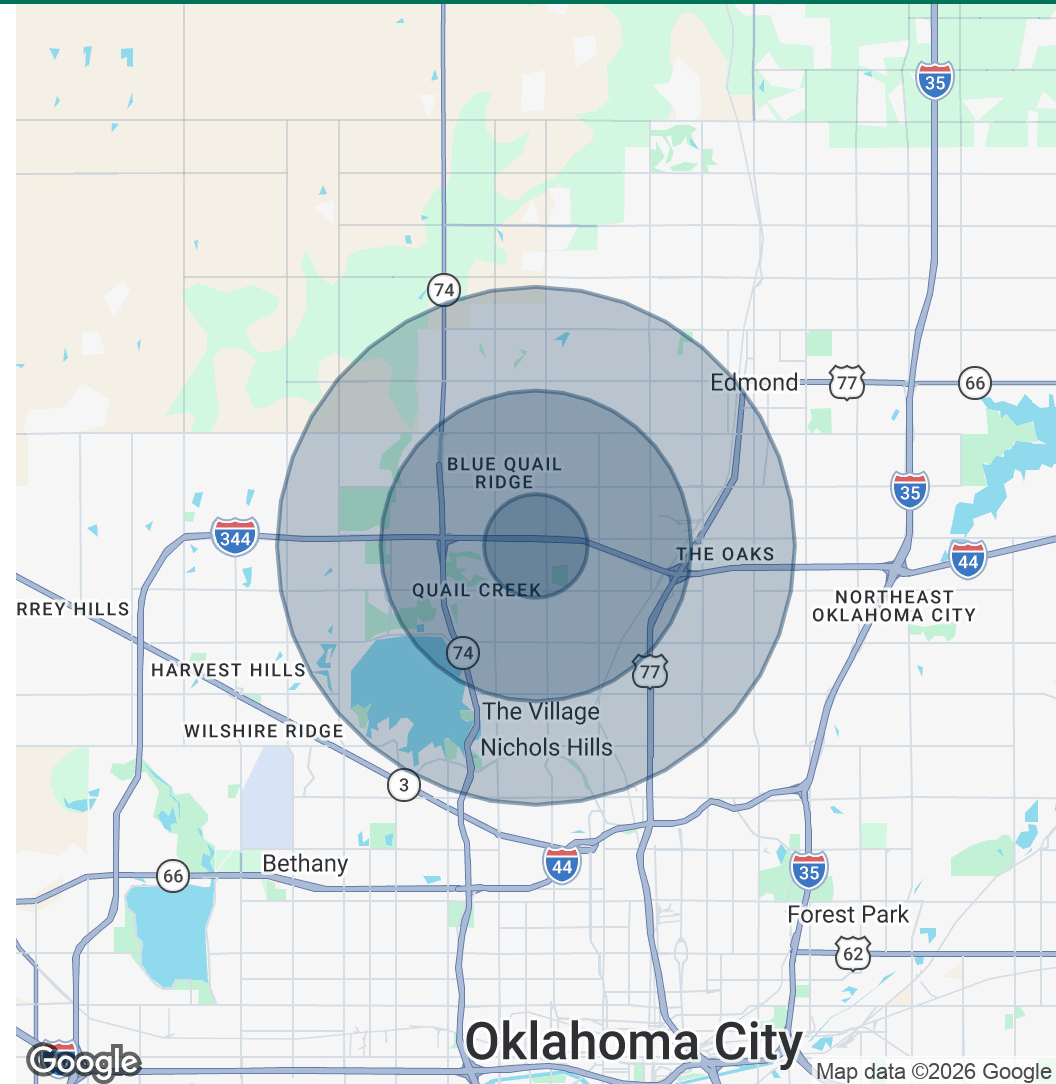 35
74
Edmond
77
66
BLUE QUAIL
RIDGE
35
344
THE OAKS
44
QUAIL CREEK
NORTHEAST
OKLAHOMA CITY
RREY HILLS
74
HARVEST HILLS
77
The Village
WILSHIRE RIDGE
Nichols Hills
3
Bethany
44
35
66
Forest Park
62
Oklahoma City
Google
Map data ©2026 Google